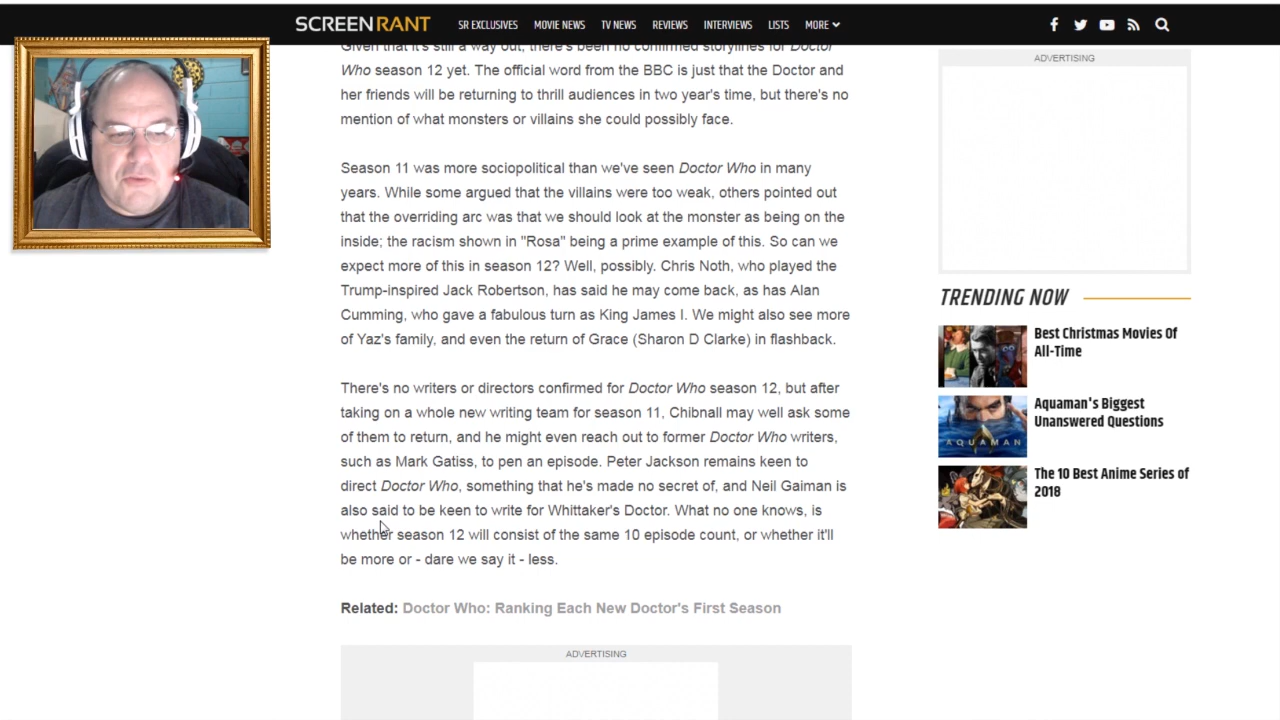 SCREENRANT
SR EXCLUSIVES MOVIE NEWS TV NEWS REVIEWS INTERVIEWS LISTS MORE
Given that it's still a way out, there's been no confirmed storylines for Doctor
Who season 12 yet. The official word from the BBC is just that the Doctor and
her friends will be returning to thrill audiences in two year's time, but there's no
mention of what monsters or villains she could possibly face.
Season 11 was more sociopolitical than we've seen Doctor Who in many
years. While some argued that the villains were too weak, others pointed out
that the overriding arc was that we should look at the monster as being on the
inside; the racism shown in "Rosa" being a prime example of this. So can we
expect more of this in season 12? Well, possibly. Chris Noth, who played the
Trump-inspired Jack Robertson, has said he may come back, as has Alan
Cumming, who gave a fabulous turn as King James I. We might also see more
of Yaz's family, and even the return of Grace (Sharon D Clarke) in flashback.
There's no writers or directors confirmed for Doctor Who season 12, but after
taking on a whole new writing team for season 11, Chibnall may well ask some
of them to return, and he might even reach out to former Doctor Who writers,
such as Mark Gatiss, to pen an episode. Peter Jackson remains keen to
direct Doctor Who, something that he's made no secret of, and Neil Gaiman is
also said to be keen to write for Whittaker's Doctor. What no one knows, is
whether season 12 will consist of the same 10 episode count, or whether it'll
be more or - dare we say it - less.
Related: Doctor Who: Ranking Each New Doctor's First Season
ADVERTISING
ADVERTISING
TRENDING NOW
Best Christmas Movies Of
All-Time
AQUAMAN
Aquaman's Biggest
Unanswered Questions
The 10 Best Anime Series of
2018